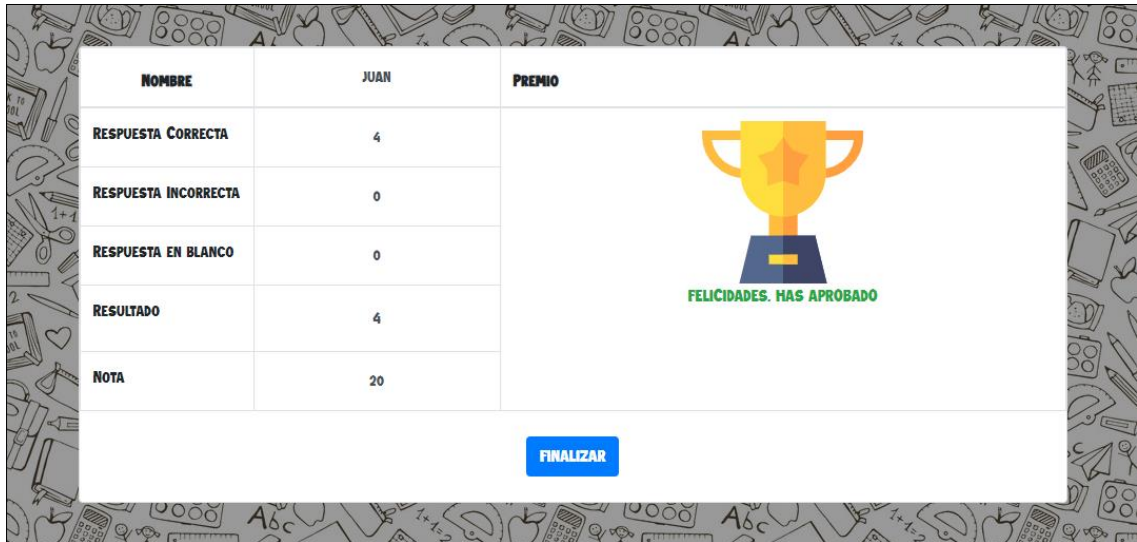 NOMBRE JUAN PREMIO
RESPUESTA CORRECTA 4
RESPUESTA INCORRECTA 0
RESPUESTA EN BLANCO 0
RESULTADO 4
NOTA 20
FELICIDADES. HAS APROBADO
FINALIZAR